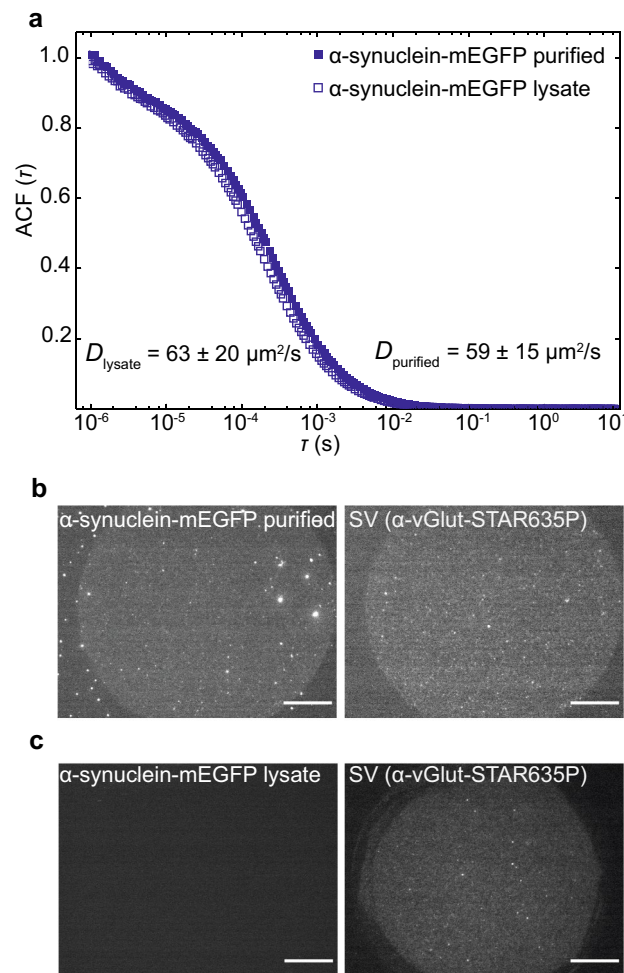 a
1.0
0.8
0.6
0.4
0.2
ACF (τ)
α-synuclein-mEGFP purified
α-synuclein-mEGFP lysate
D_lysate = 63 ± 20 μm²/s
D_purified = 59 ± 15 μm²/s
10⁻⁶ 10⁻⁵ 10⁻⁴ 10⁻³ 10⁻² 10⁻¹ 10⁰ 10¹
τ (s)
b
α-synuclein-mEGFP purified
SV (α-vGlut-STAR635P)
c
α-synuclein-mEGFP lysate
SV (α-vGlut-STAR635P)